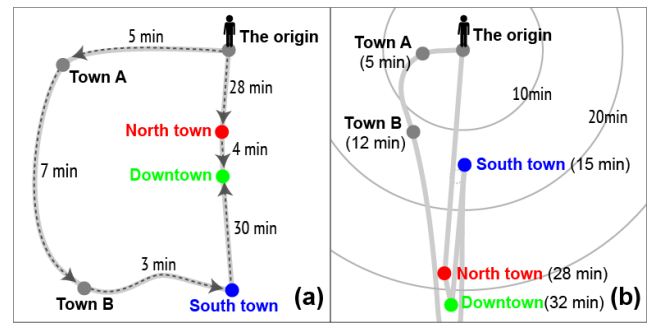 5 min
The origin
Town A
28 min
North town
4 min
Downtown
7 min
30 min
3 min
Town B
South town
(a)
The origin
Town A
(5 min)
10min
20min
Town B
(12 min)
South town (15 min)
North town (28 min)
Downtown(32 min)
(b)